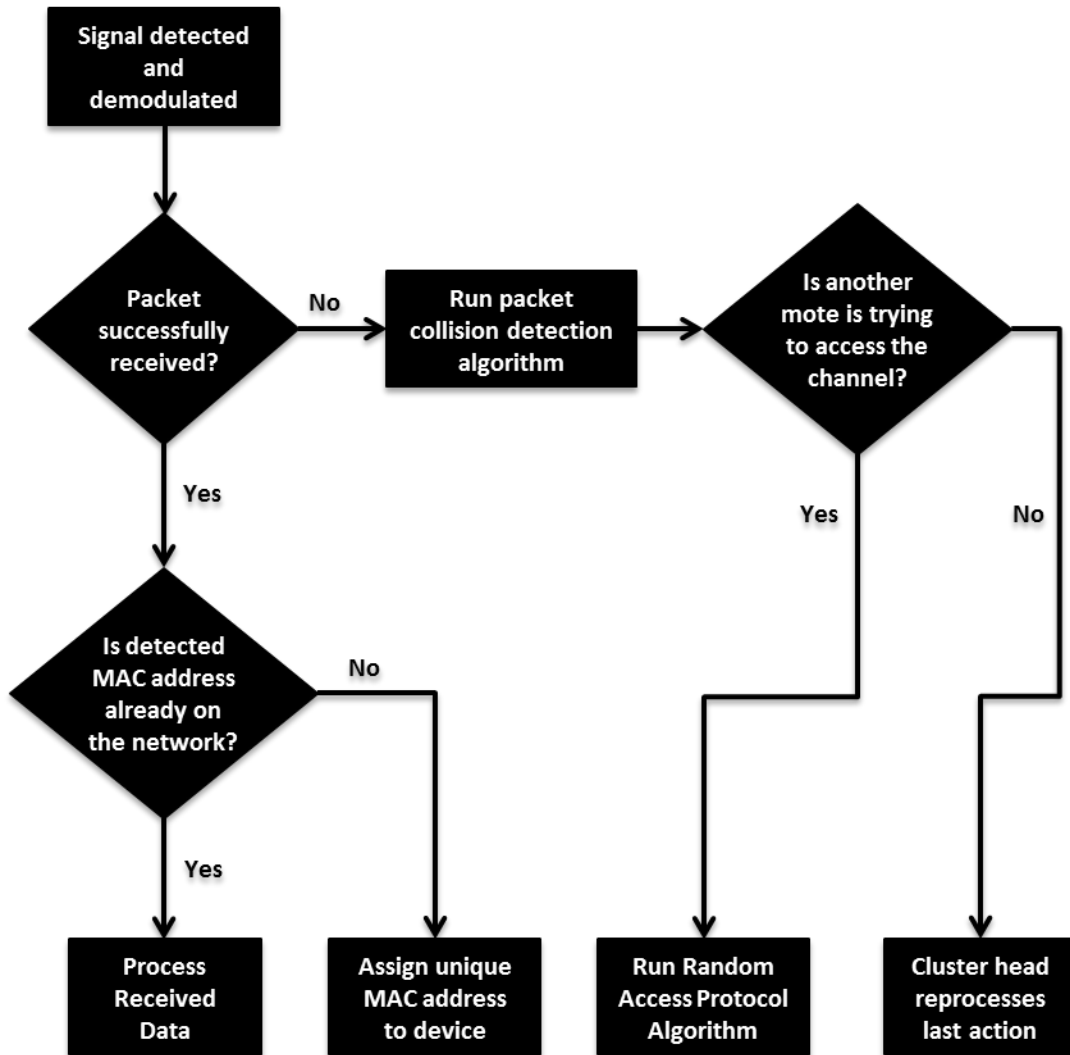 Signal detected
and
demodulated
Packet
successfully
received?
No
Run packet
collision detection
algorithm
Is another
mote is trying
to access the
channel?
Yes
Yes
No
Is detected
MAC address
already on
the network?
No
Yes
Process
Received
Data
Assign unique
MAC address
to device
Run Random
Access Protocol
Algorithm
Cluster head
reprocesses
last action